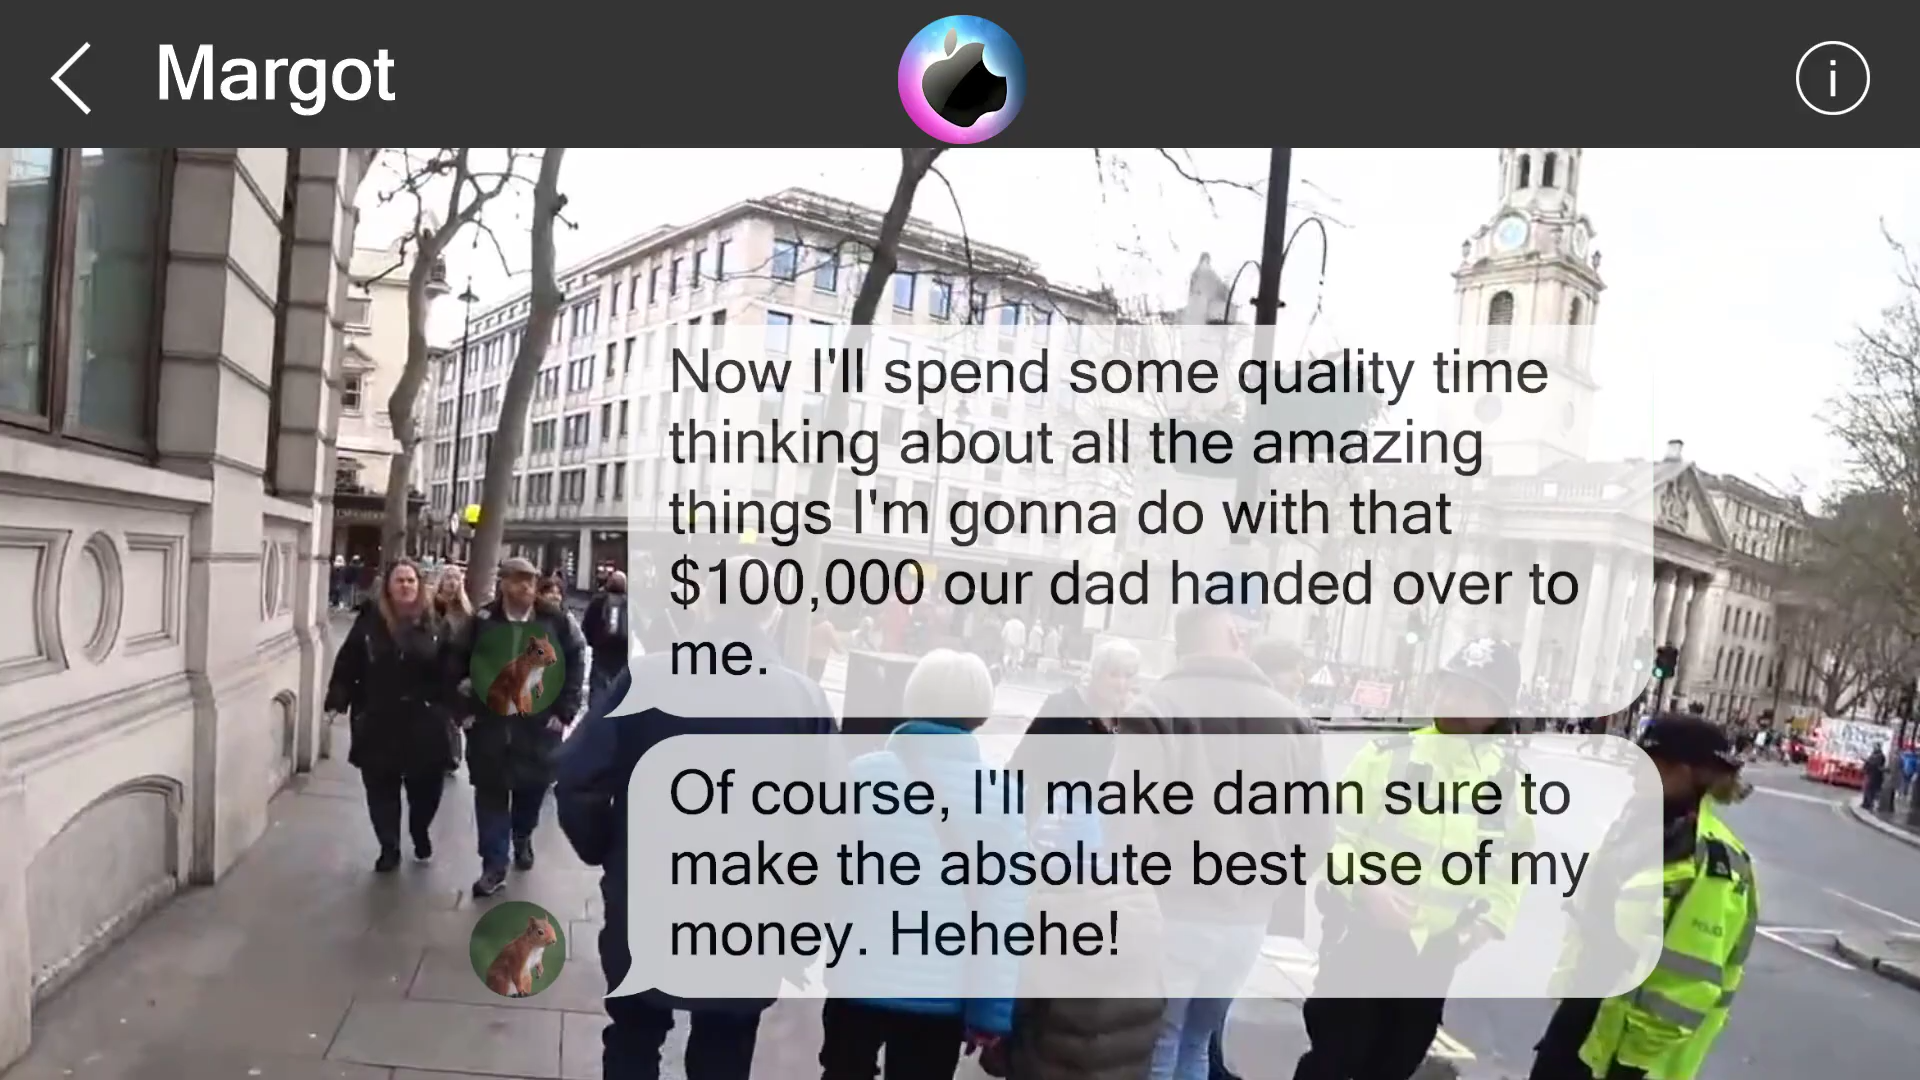 Margot
Now I'll spend some quality time
thinking about all the amazing
things I'm gonna do with that
$100,000 our dad handed over to
me.
Of course, I'll make damn sure to
make the absolute best use of my
money. Hehehe!
POLICE